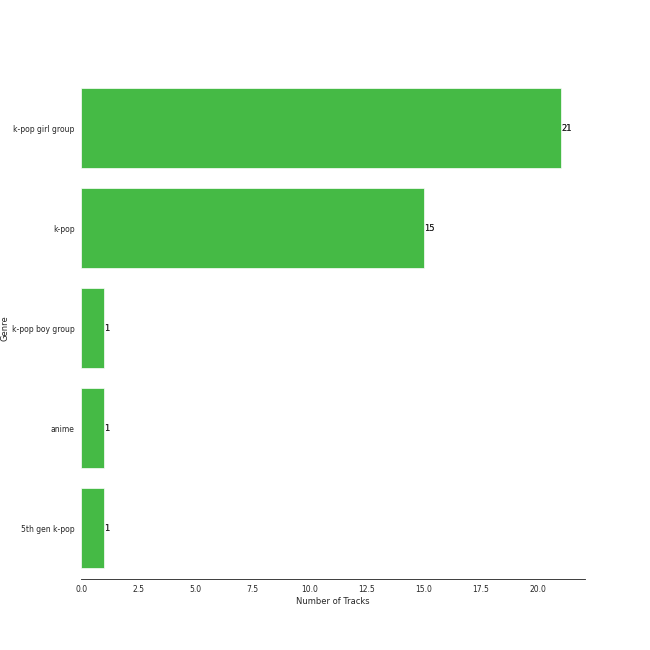 k-pop girl group
21
k-pop
15
k-pop boy group
1
anime
1
5th gen k-pop
1
Genre
0.0 2.5 5.0 7.5 10.0 12.5 15.0 17.5 20.0
Number of Tracks